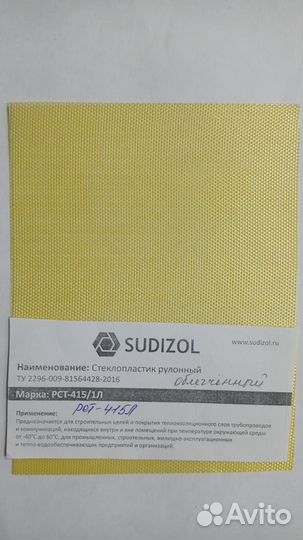 SUDIZOL
www.sudizol.ru
Наименование: Стеклопластик рулонный
ТУ 2296-009-81564428-2016
облегченный
Марка: РСТ-415/1Л
Применение: РСТ-415Л
Предназначается для строительных целей и покрытия теплоизоляционного слоя трубопроводов
и коммуникаций, находящихся внутри и вне помещений при температуре окружающей среды
от -40°С до 60°С, для промышленных, строительных, жилищно-эксплуатационных
и тепло-водообеспечивающих предприятий и организаций.
Avito